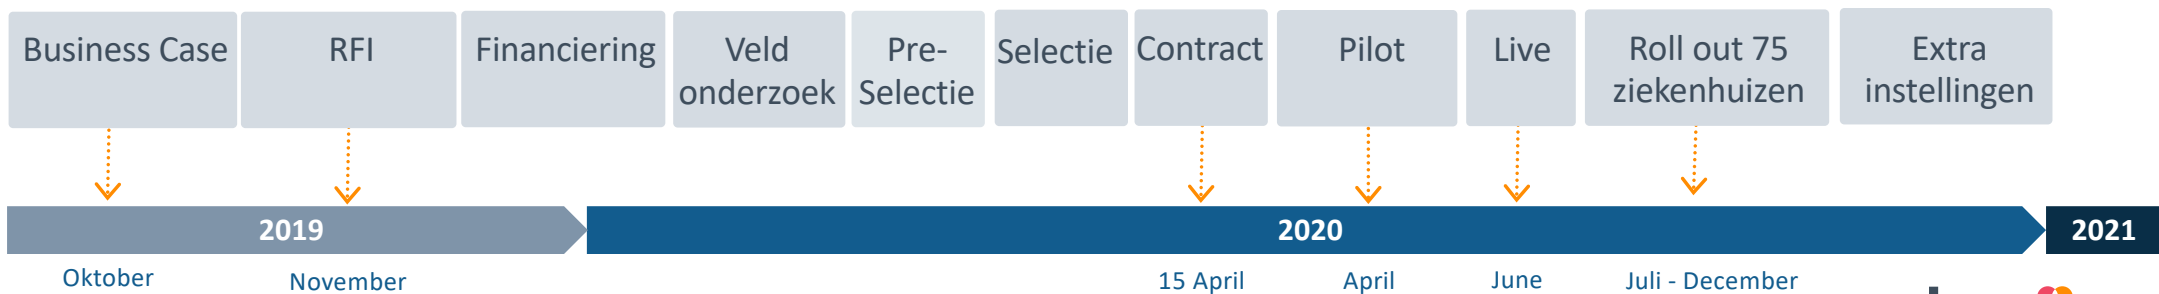 Business Case
RFI
Financiering
Veld
onderzoek
Pre-
Selectie
Selectie
Contract
Pilot
Live
Roll out 75
ziekenhuizen
Extra
instellingen
2019
2020
2021
Oktober
November
15 April
April
June
Juli - December